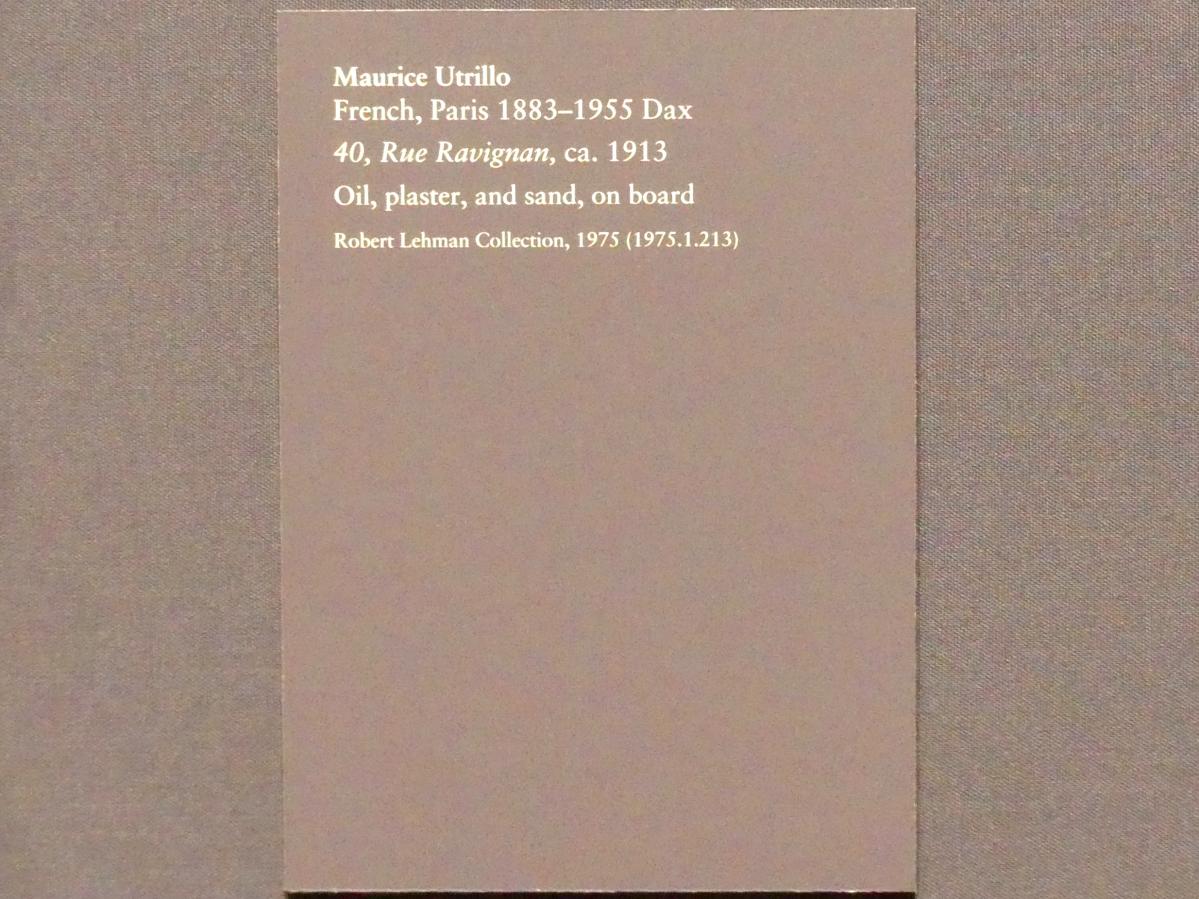 Maurice Utrillo
French, Paris 1883–1955 Dax
40, Rue Ravignan, ca. 1913
Oil, plaster, and sand, on board
Robert Lehman Collection, 1975 (1975.1.213)